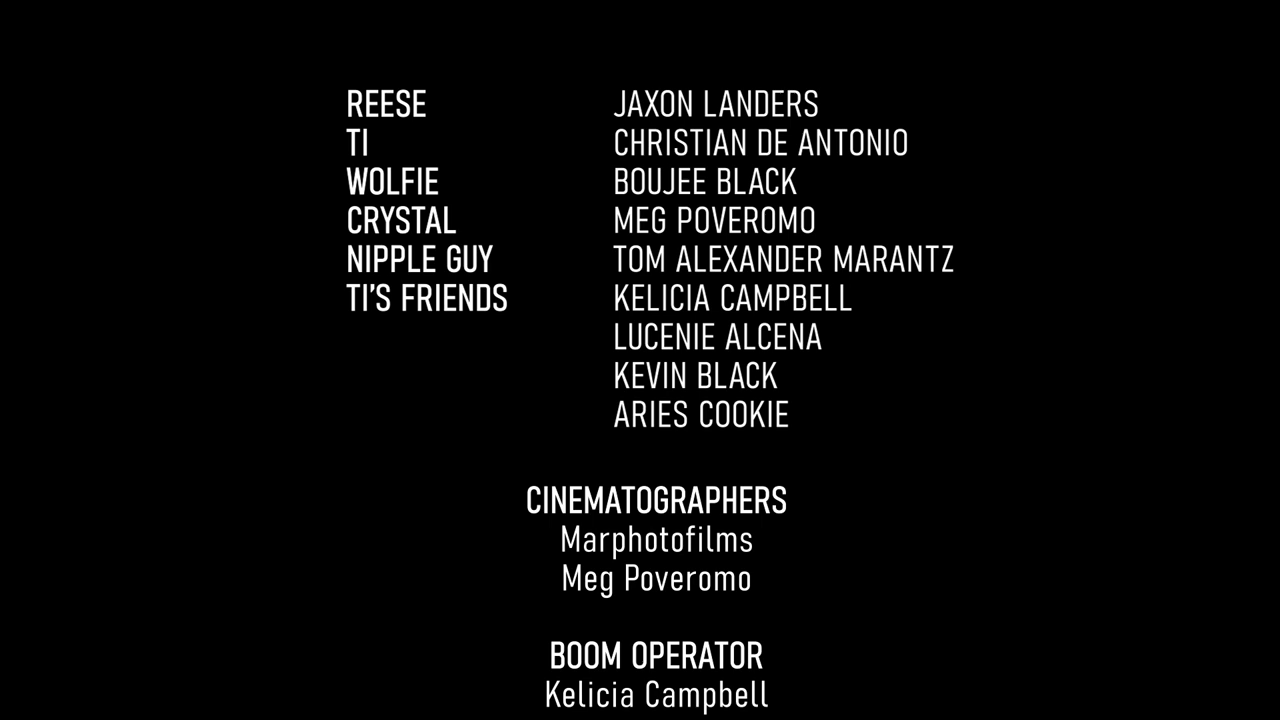 REESE JAXON LANDERS
TI CHRISTIAN DE ANTONIO
WOLFIE BOUJEE BLACK
CRYSTAL MEG POVEROMO
NIPPLE GUY TOM ALEXANDER MARANTZ
TI'S FRIENDS KELICIA CAMPBELL
LUCENIE ALCENA
KEVIN BLACK
ARIES COOKIE
CINEMATOGRAPHERS
Marphotofilms
Meg Poveromo
BOOM OPERATOR
Kelicia Campbell